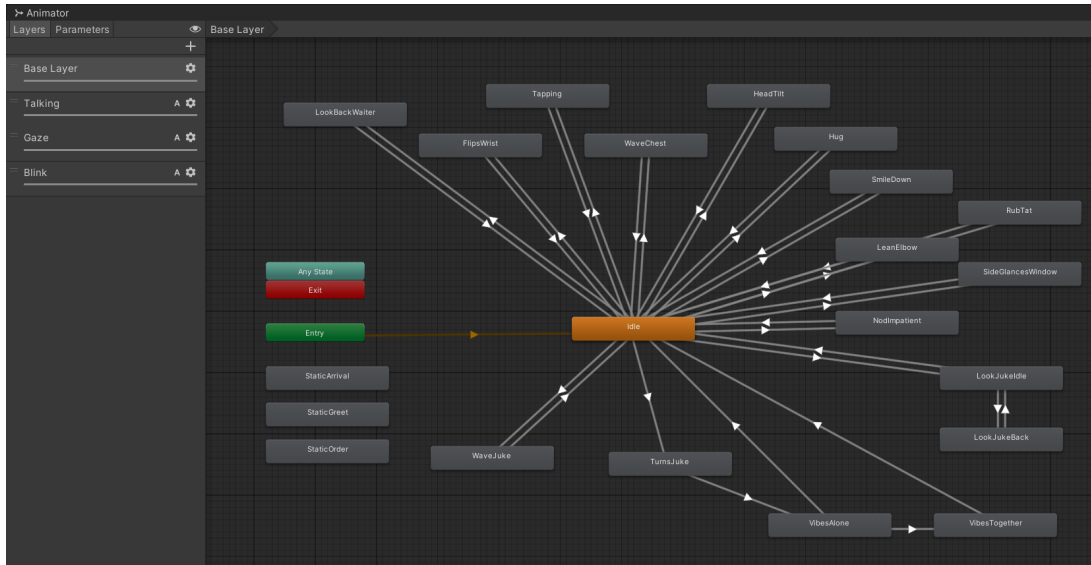 Animator
Layers Parameters
Base Layer
Base Layer
Talking A
Gaze A
Blink A
LookBackWaiter
Tapping
HeadTilt
FlipsWrist
WaveChest
Hug
SmileDown
RubTat
LeanElbow
SideGlancesWindow
Any State
Exit
Entry
Idle
NodImpatient
StaticArrival
StaticGreet
StaticOrder
LookJukeIdle
LookJukeBack
WaveJuke
TurnsJuke
VibesAlone
VibesTogether